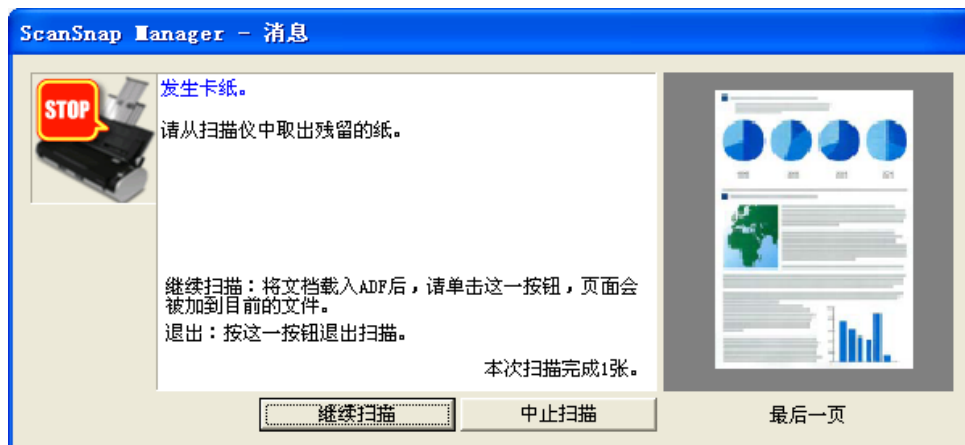 ScanSnap Manager - 消息
STOP
发生卡纸。
请从扫描仪中取出残留的纸。
继续扫描：将文档载入ADF后，请单击这一按钮，页面会
被加到目前的文件。
退出：按这一按钮退出扫描。
本次扫描完成1张。
继续扫描
中止扫描
最后一页